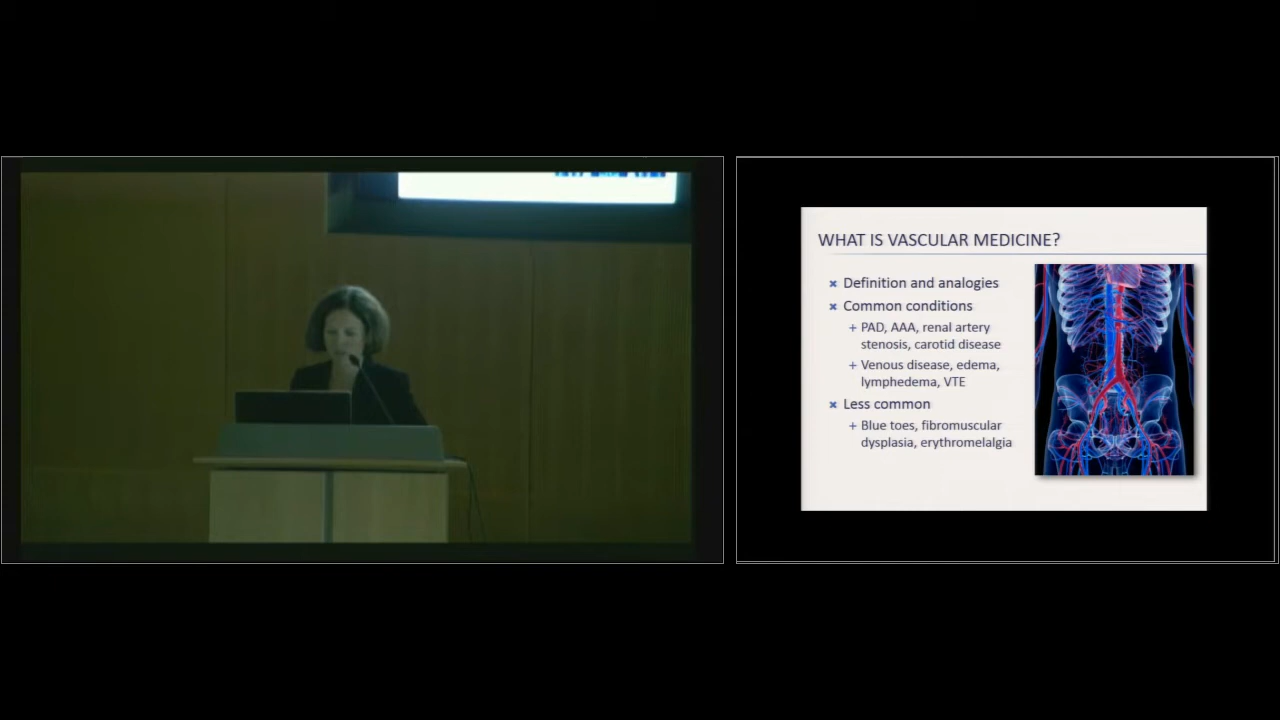 WHAT IS VASCULAR MEDICINE?
Definition and analogies
Common conditions
+ PAD, AAA, renal artery
stenosis, carotid disease
+ Venous disease, edema,
lymphedema, VTE
Less common
+ Blue toes, fibromuscular
dysplasia, erythromelalgia